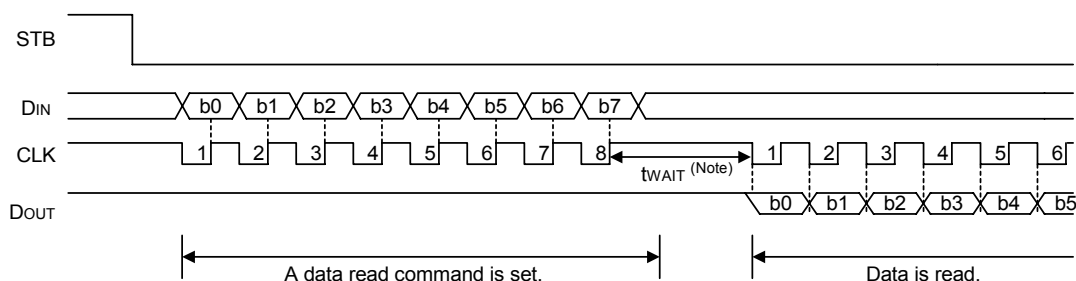 STB
DIN b0 b1 b2 b3 b4 b5 b6 b7
CLK 1 2 3 4 5 6 7 8 1 2 3 4 5 6
tWAIT (Note)
DOUT b0 b1 b2 b3 b4 b5
A data read command is set. Data is read.